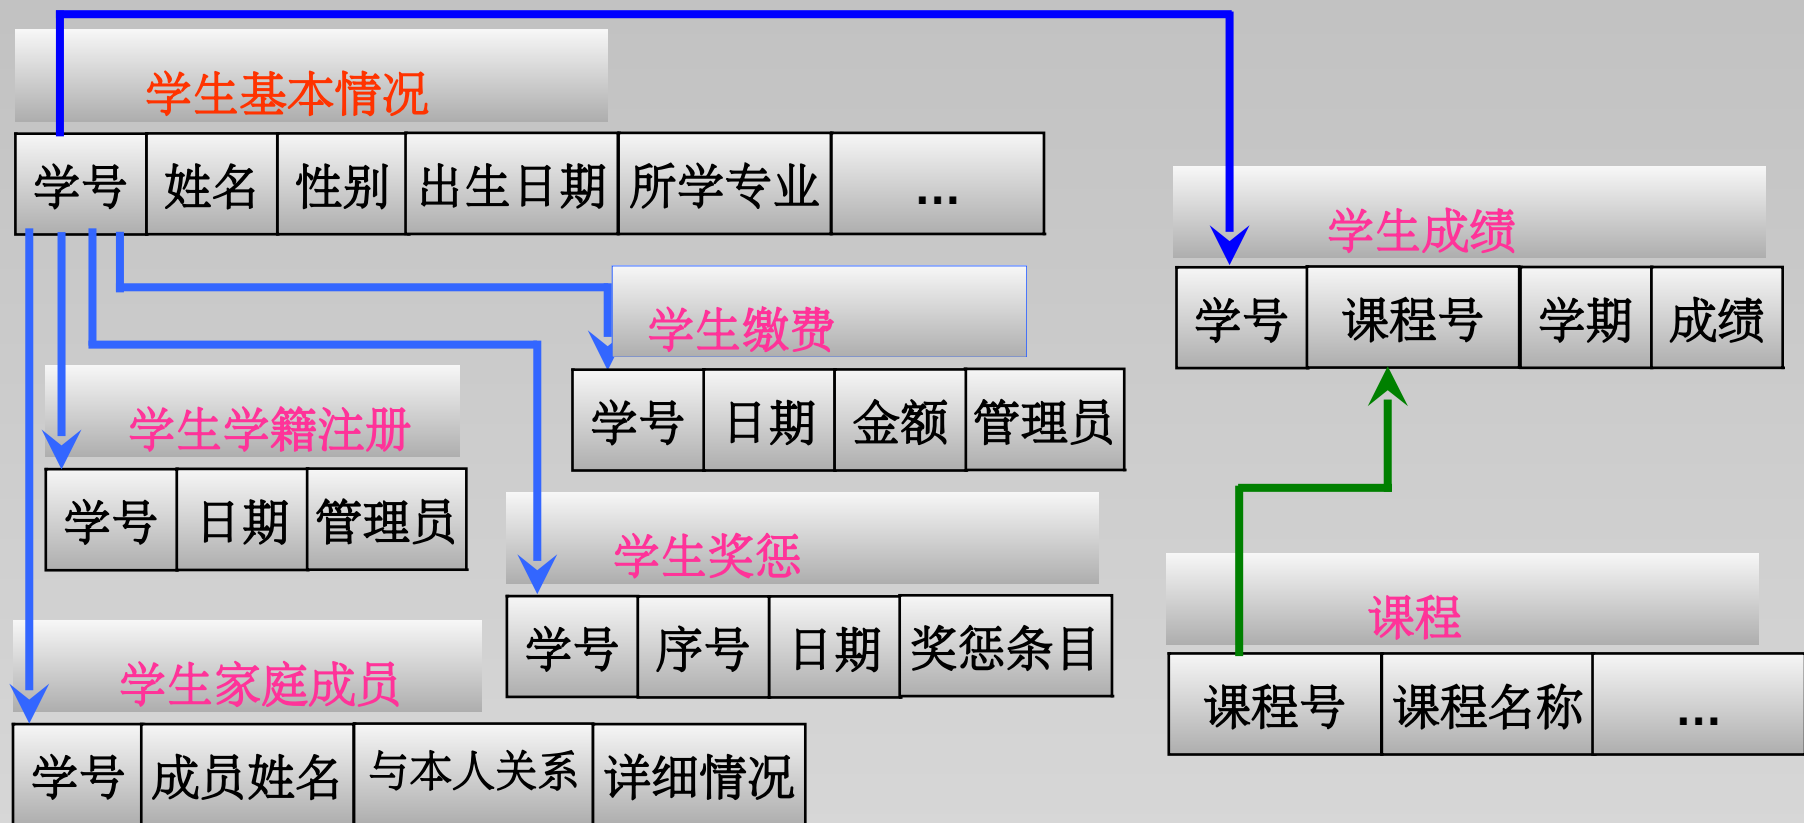 学生基本情况
学号 姓名 性别 出生日期 所学专业 ...
学生成绩
学号 课程号 学期 成绩
学生缴费
学号 日期 金额 管理员
学生学籍注册
学号 日期 管理员
学生奖惩
学号 序号 日期 奖惩条目
课程
课程号 课程名称 ...
学生家庭成员
学号 成员姓名 与本人关系 详细情况